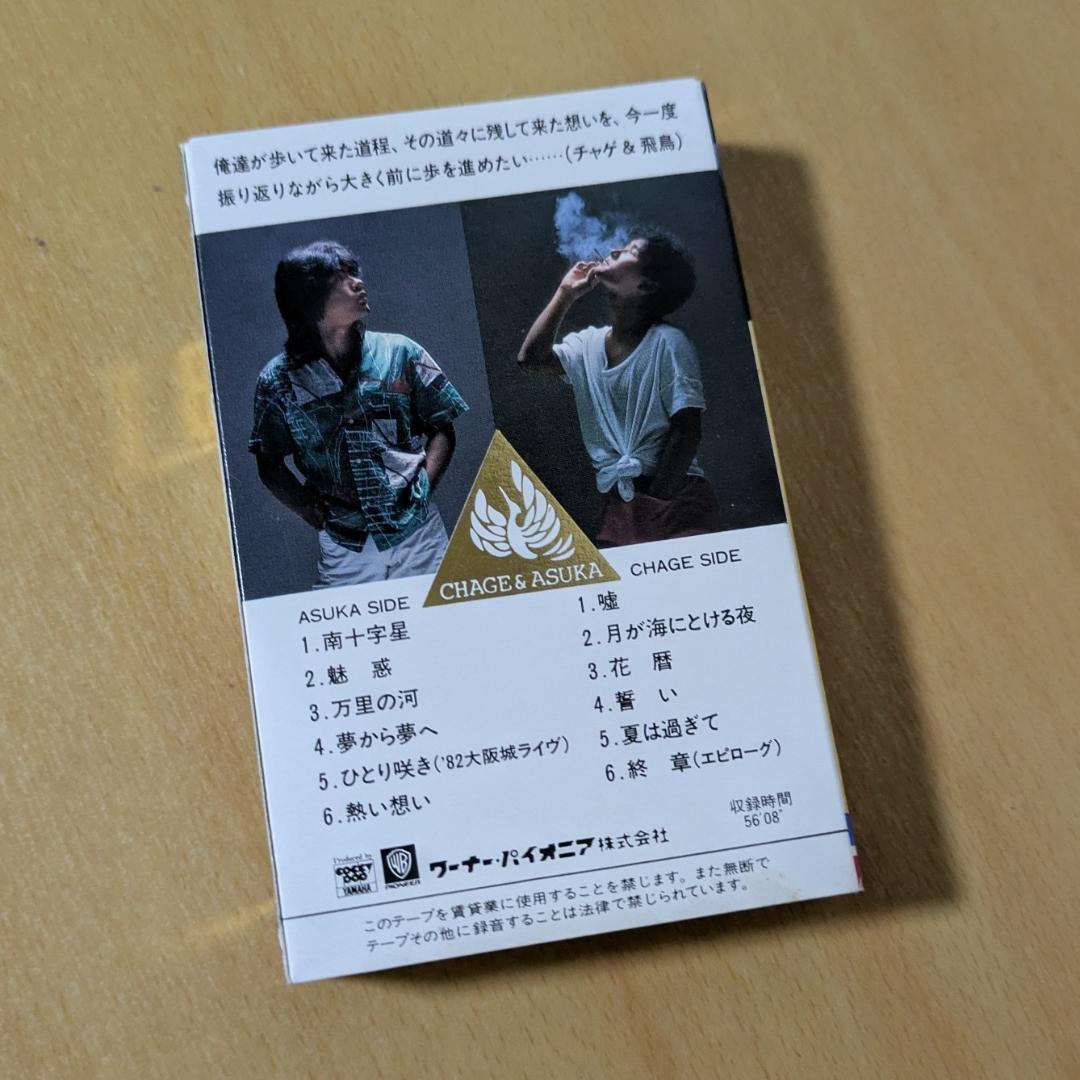 俺達が歩いて来た道程、その道々に残して来た想いを、今一度
振り返りながら大きく前に歩を進めたい……(チャゲ&飛鳥)
CHAGE&ASUKA
ASUKA SIDE
1.南十字星
2.魅 惑
3.万里の河
4.夢から夢へ
5.ひとり咲き('82大阪城ライヴ)
6.熱い想い
CHAGE SIDE
1.嘘
2.月が海にとける夜
3.花 暦
4.誓 い
5.夏は過ぎて
6.終 章(エピローグ)
収録時間
56'08"
Produced by
COCKY DOO
YAMAHA
WB
PIONEER
ワーナー・パイオニア株式会社
このテープを賃貸業に使用することを禁じます。また無断で
テープその他に録音することは法律で禁じられています。